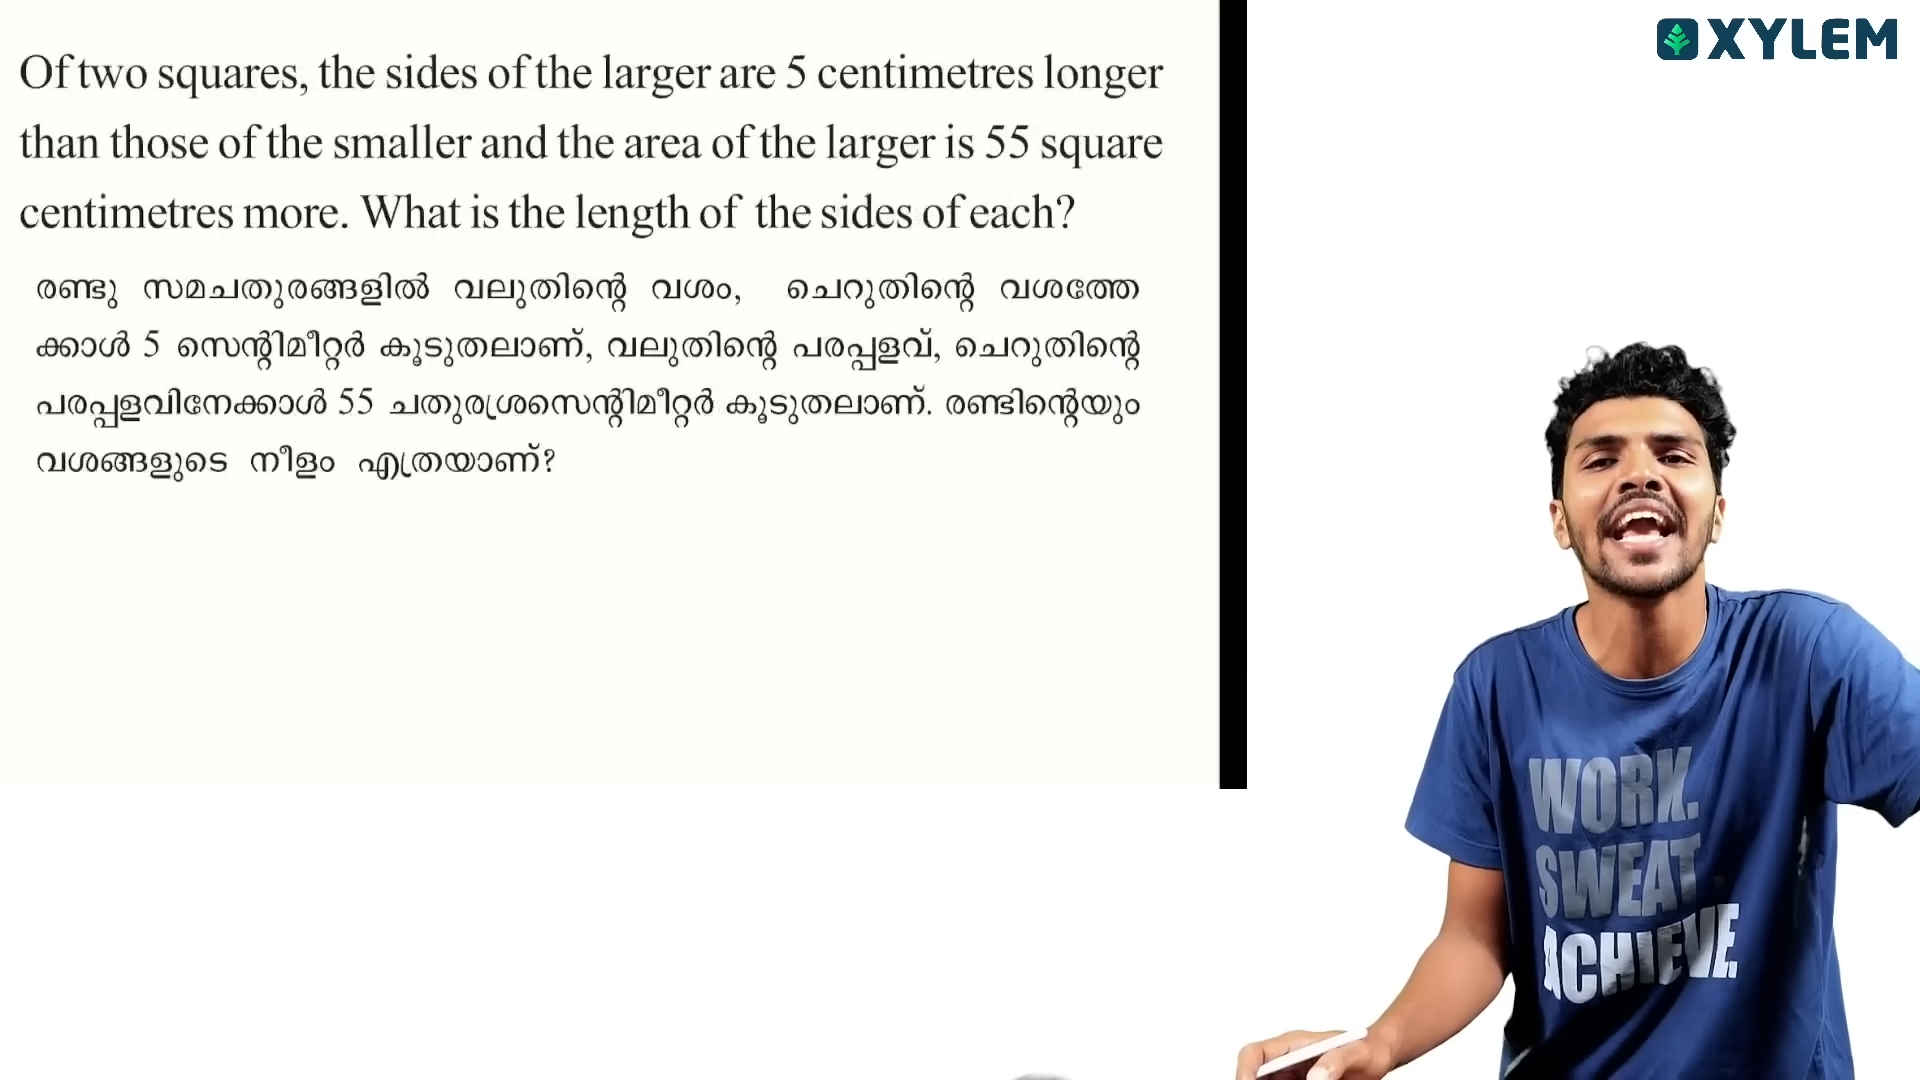 XYLEM
Of two squares, the sides of the larger are 5 centimetres longer
than those of the smaller and the area of the larger is 55 square
centimetres more. What is the length of the sides of each?
രണ്ടു സമചതുരങ്ങളിൽ വലുതിന്റെ വശം, ചെറുതിന്റെ വശത്തേ
ക്കാൾ 5 സെന്റിമീറ്റർ കൂടുതലാണ്, വലുതിന്റെ പരപ്പളവ്, ചെറുതിന്റെ
പരപ്പളവിനേക്കാൾ 55 ചതുരശ്രസെന്റിമീറ്റർ കൂടുതലാണ്. രണ്ടിന്റെയും
വശങ്ങളുടെ നീളം എത്രയാണ്?
WORK.
SWEAT.
ACHIEVE.